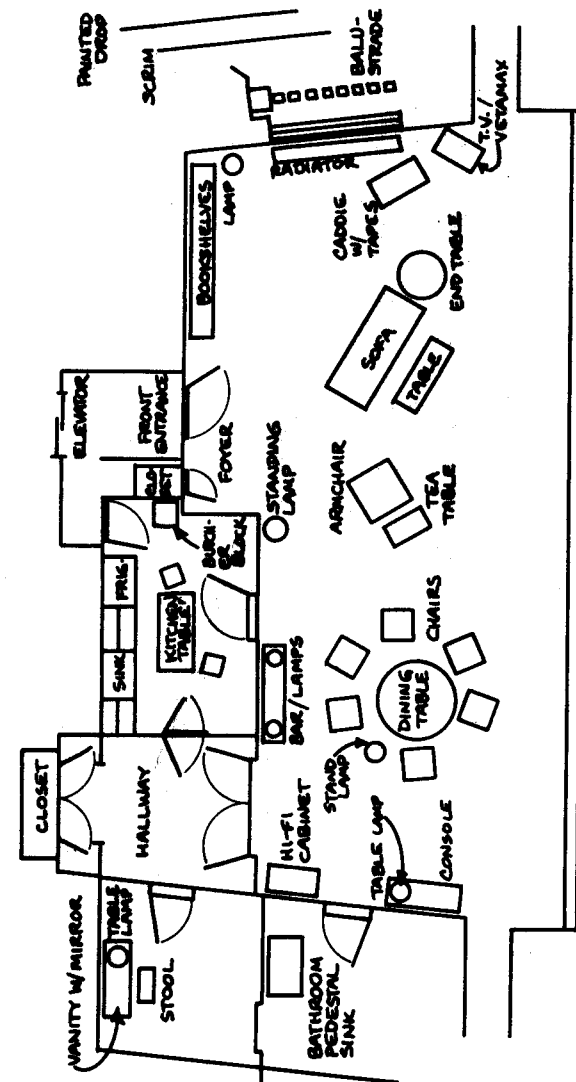 CLOSET
VANITY W/MIRROR
TABLE
LAMP
STOOL
HALLWAY
SINK
FRIG.
KITCHEN
TABLE
BUTCH-
ER
BLOCK
CLO
SET
ELEVATOR
FRONT
ENTRANCE
FOYER
BOOKSHELVES
LAMP
PAINTED
DROP
SCRIM
BALU-
STRADE
RADIATOR
BATHROOM
PEDESTAL
SINK
HI-FI
CABINET
BAR/LAMPS
STANDING
LAMP
STAND
LAMP
TABLE LAMP
CONSOLE
DINING
TABLE
CHAIRS
ARMCHAIR
TEA
TABLE
SOFA
TABLE
END TABLE
CADDIE
W/
TAPES
T.V./
VETAMAX